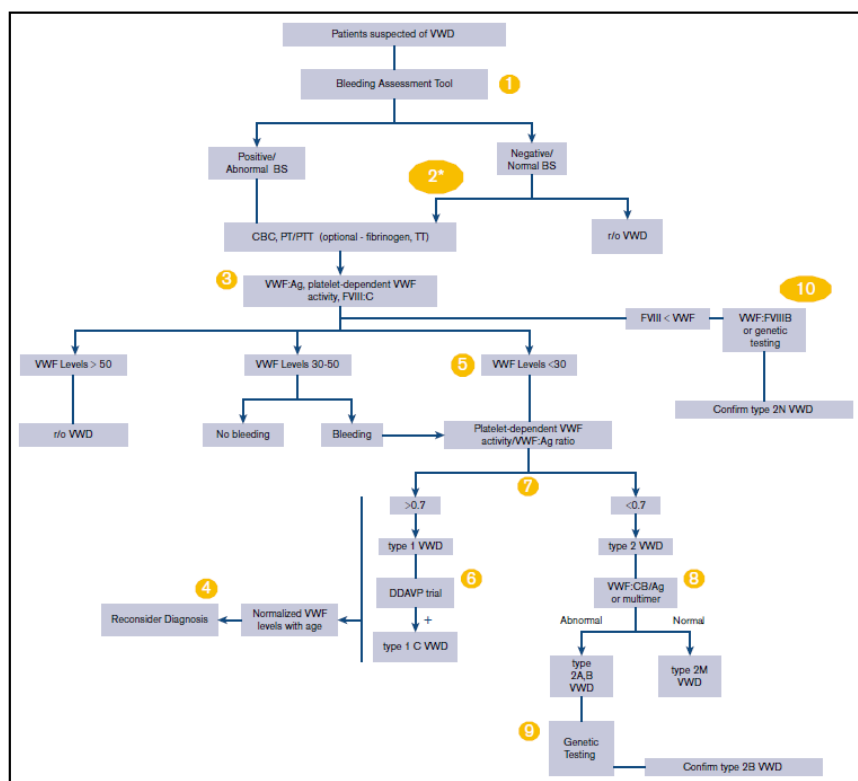 Patients suspected of VWD
Bleeding Assessment Tool
1
Positive/
Abnormal BS
Negative/
Normal BS
2*
CBC, PT/PTT (optional - fibrinogen, TT)
r/o VWD
3
VWF:Ag, platelet-dependent VWF
activity, FVIII:C
10
FVIII < VWF
VWF:FVIIIB
or genetic
testing
VWF Levels > 50
VWF Levels 30-50
5
VWF Levels <30
Confirm type 2N VWD
r/o VWD
No bleeding
Bleeding
Platelet-dependent VWF
activity/VWF:Ag ratio
7
>0.7
<0.7
type 1 VWD
type 2 VWD
4
Reconsider Diagnosis
Normalized VWF
levels with age
DDAVP trial
6
+
type 1 C VWD
VWF:CB/Ag
or multimer
8
Abnormal
Normal
type
2A,B
VWD
type 2M
VWD
9
Genetic
Testing
Confirm type 2B VWD